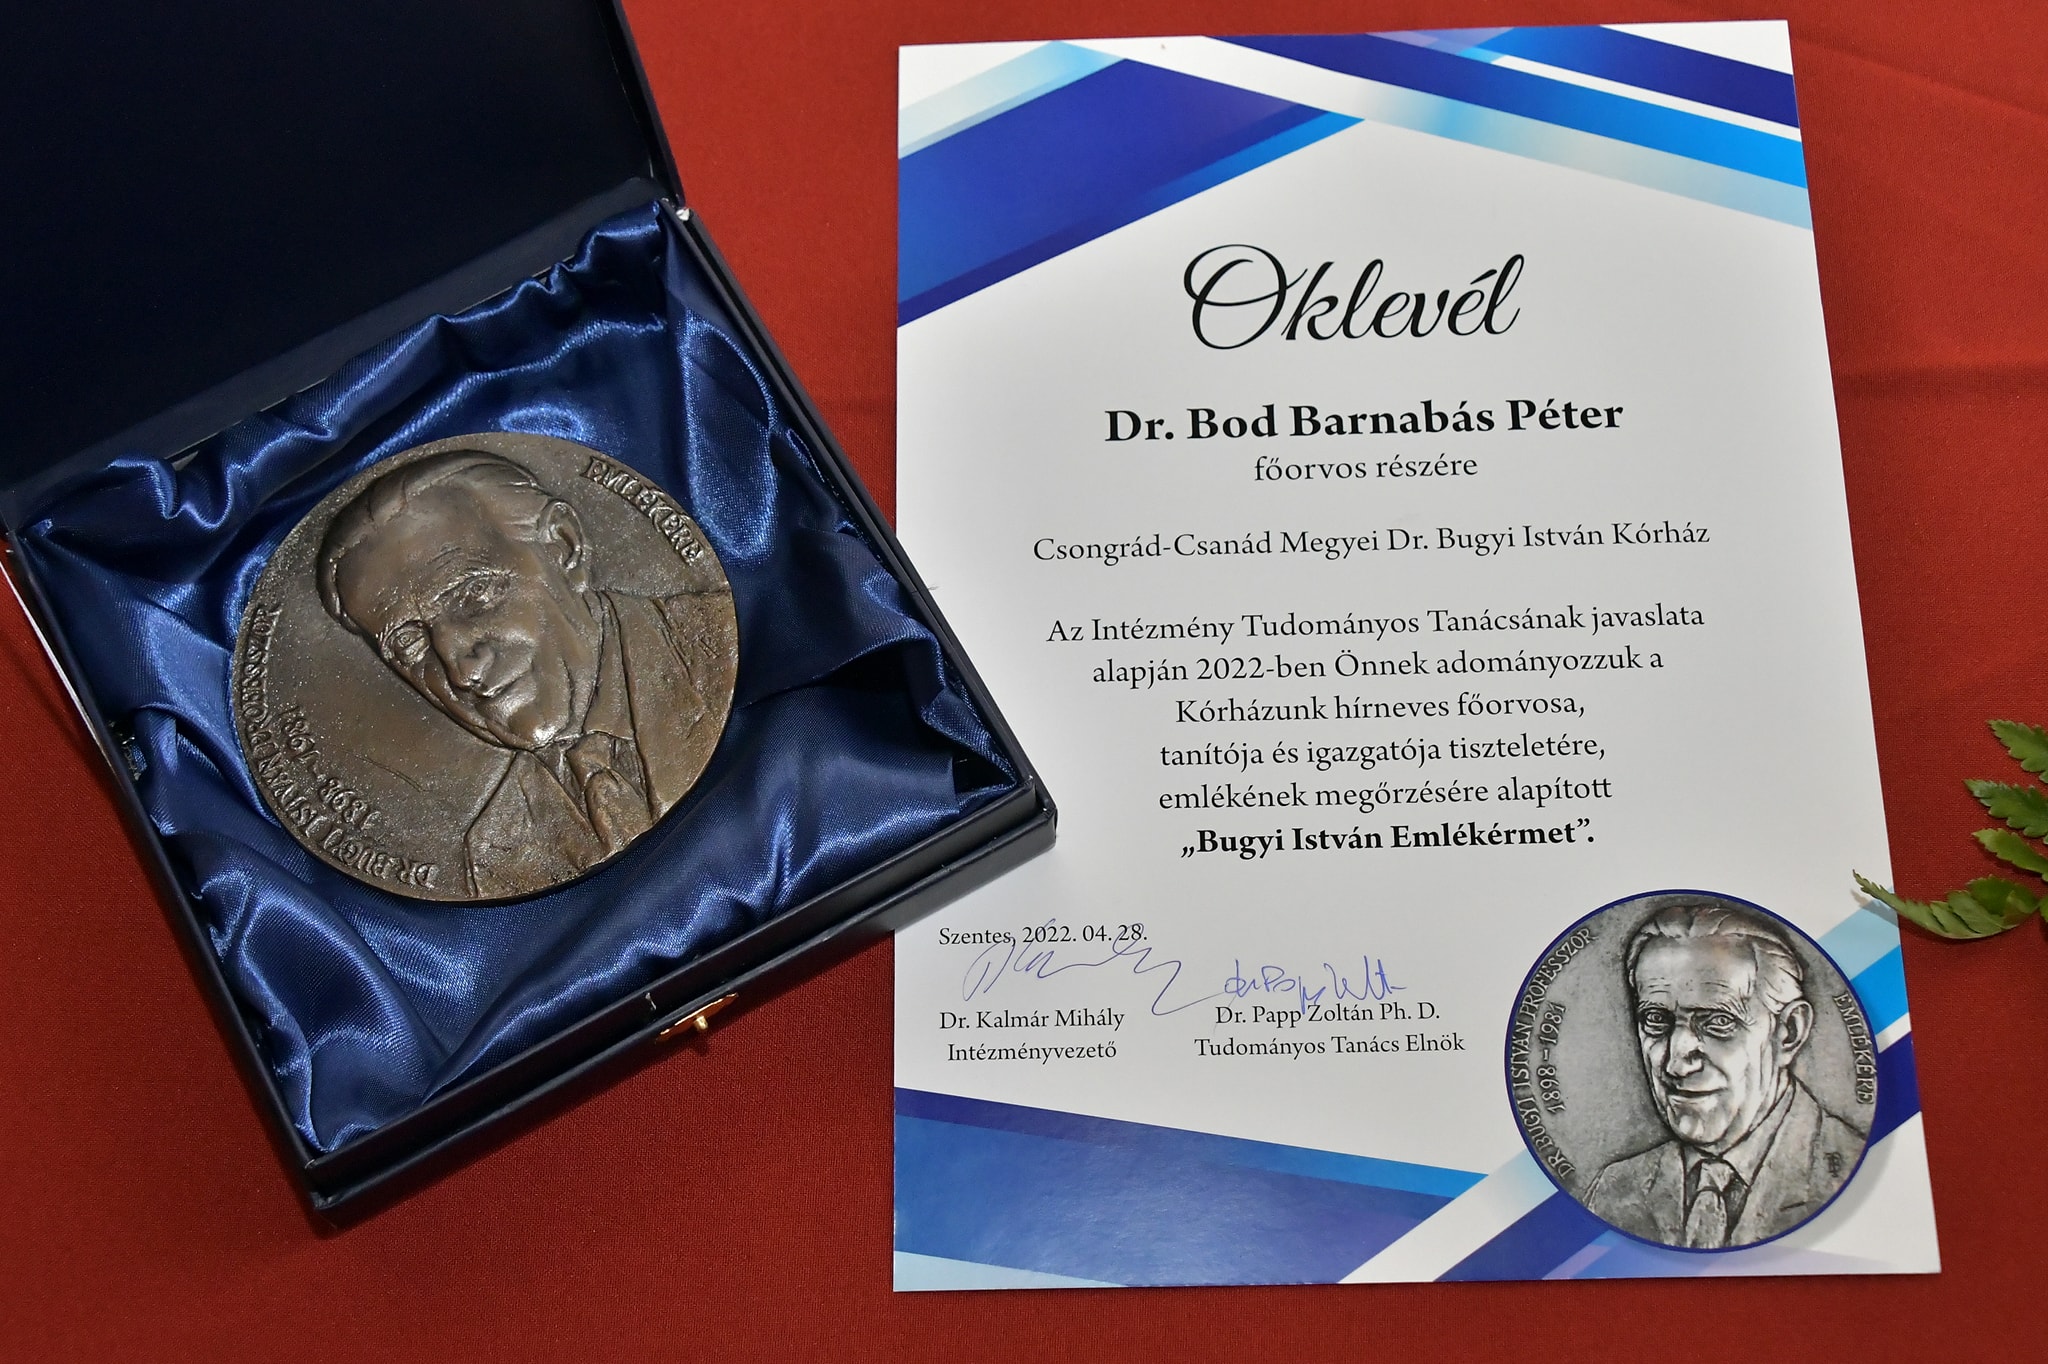 DR. BUGYI ISTVÁN PROFESSZOR
1898-1981
EMLÉKÉRE
Oklevél
Dr. Bod Barnabás Péter
főorvos részére
Csongrád-Csanád Megyei Dr. Bugyi István Kórház
Az Intézmény Tudományos Tanácsának javaslata
alapján 2022-ben Önnek adományozzuk a
Kórházunk hírneves főorvosa,
tanítója és igazgatója tiszteletére,
emlékének megőrzésére alapított
„Bugyi István Emlékérmet”.
Szentes, 2022. 04. 28.
Dr. Kalmár Mihály
Intézményvezető
Dr. Papp Zoltán Ph. D.
Tudományos Tanács Elnök
DR. BUGYI ISTVÁN PROFESSZOR
1898-1981
EMLÉKÉRE